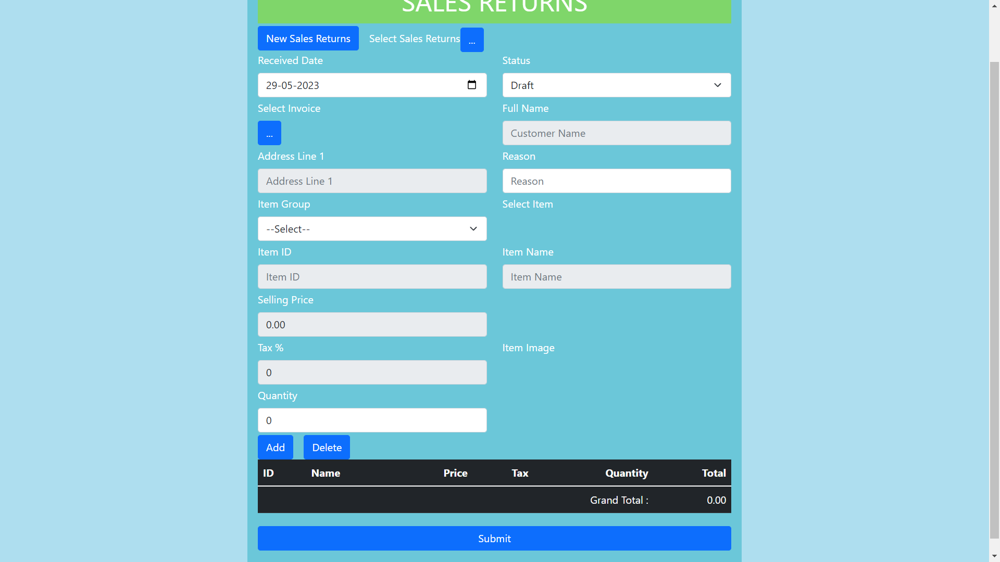 SALES RETURNS
New Sales Returns Select Sales Returns ...
Received Date Status
29-05-2023 Draft
Select Invoice Full Name
... Customer Name
Address Line 1 Reason
Address Line 1 Reason
Item Group Select Item
--Select--
Item ID Item Name
Item ID Item Name
Selling Price
0.00
Tax % Item Image
0
Quantity
0
Add Delete
ID Name Price Tax Quantity Total
Grand Total : 0.00
Submit